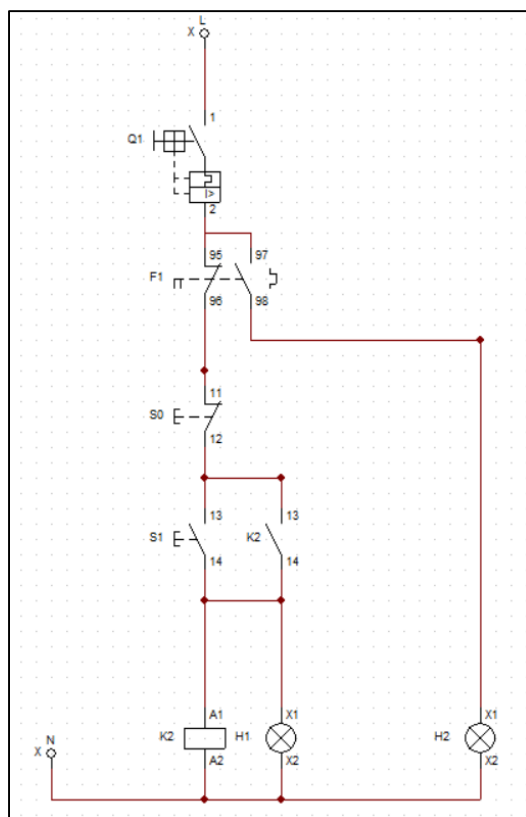 L
X
1
Q1
I>
2
95 97
F1
96 98
11
S0
12
13 13
S1 K2
14 14
A1 X1 X1
K2 H1 H2
A2 X2 X2
N
X